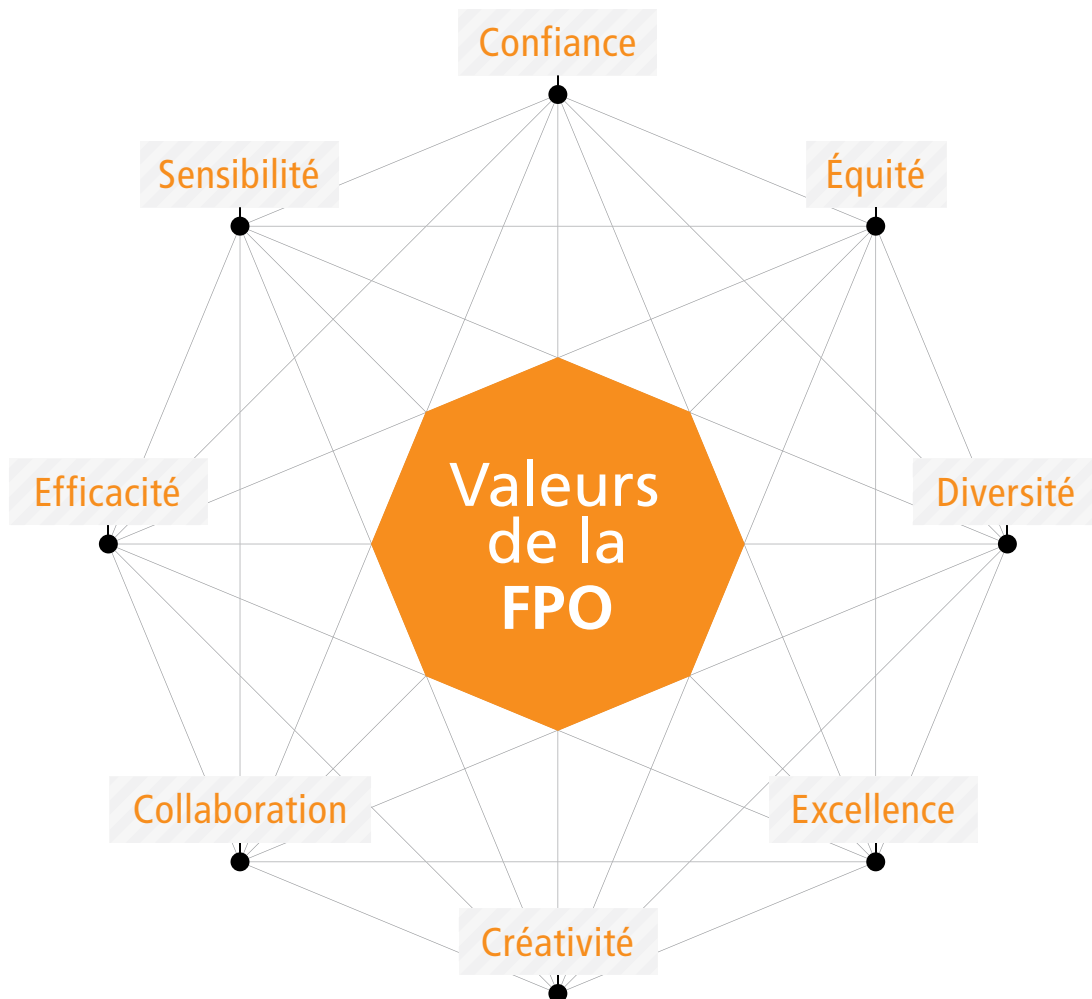 Confiance
Sensibilité
Équité
Efficacité
Valeurs
de la
FPO
Diversité
Collaboration
Excellence
Créativité